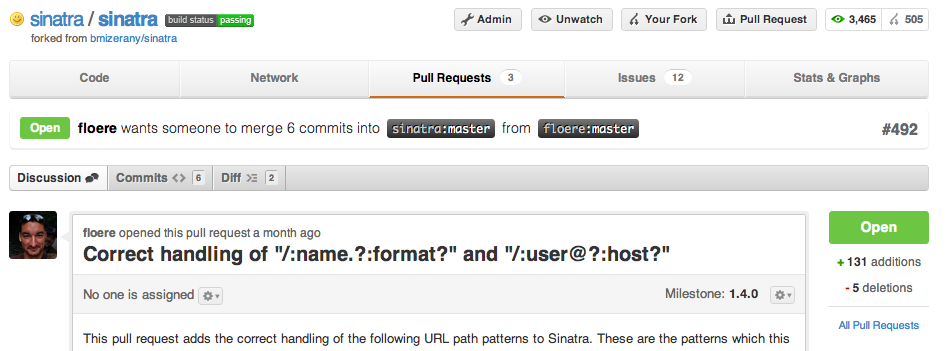 sinatra / sinatra build status passing
forked from bmizerany/sinatra
Admin Unwatch Your Fork Pull Request 3,465 505
Code Network Pull Requests 3 Issues 12 Stats & Graphs
Open floere wants someone to merge 6 commits into sinatra:master from floere:master #492
Discussion Commits 6 Diff 2
floere opened this pull request a month ago
Correct handling of "/:name.?:format?" and "/:user@?:host?"
No one is assigned Milestone: 1.4.0
This pull request adds the correct handling of the following URL path patterns to Sinatra. These are the patterns which this
Open
+ 131 additions
- 5 deletions
All Pull Requests